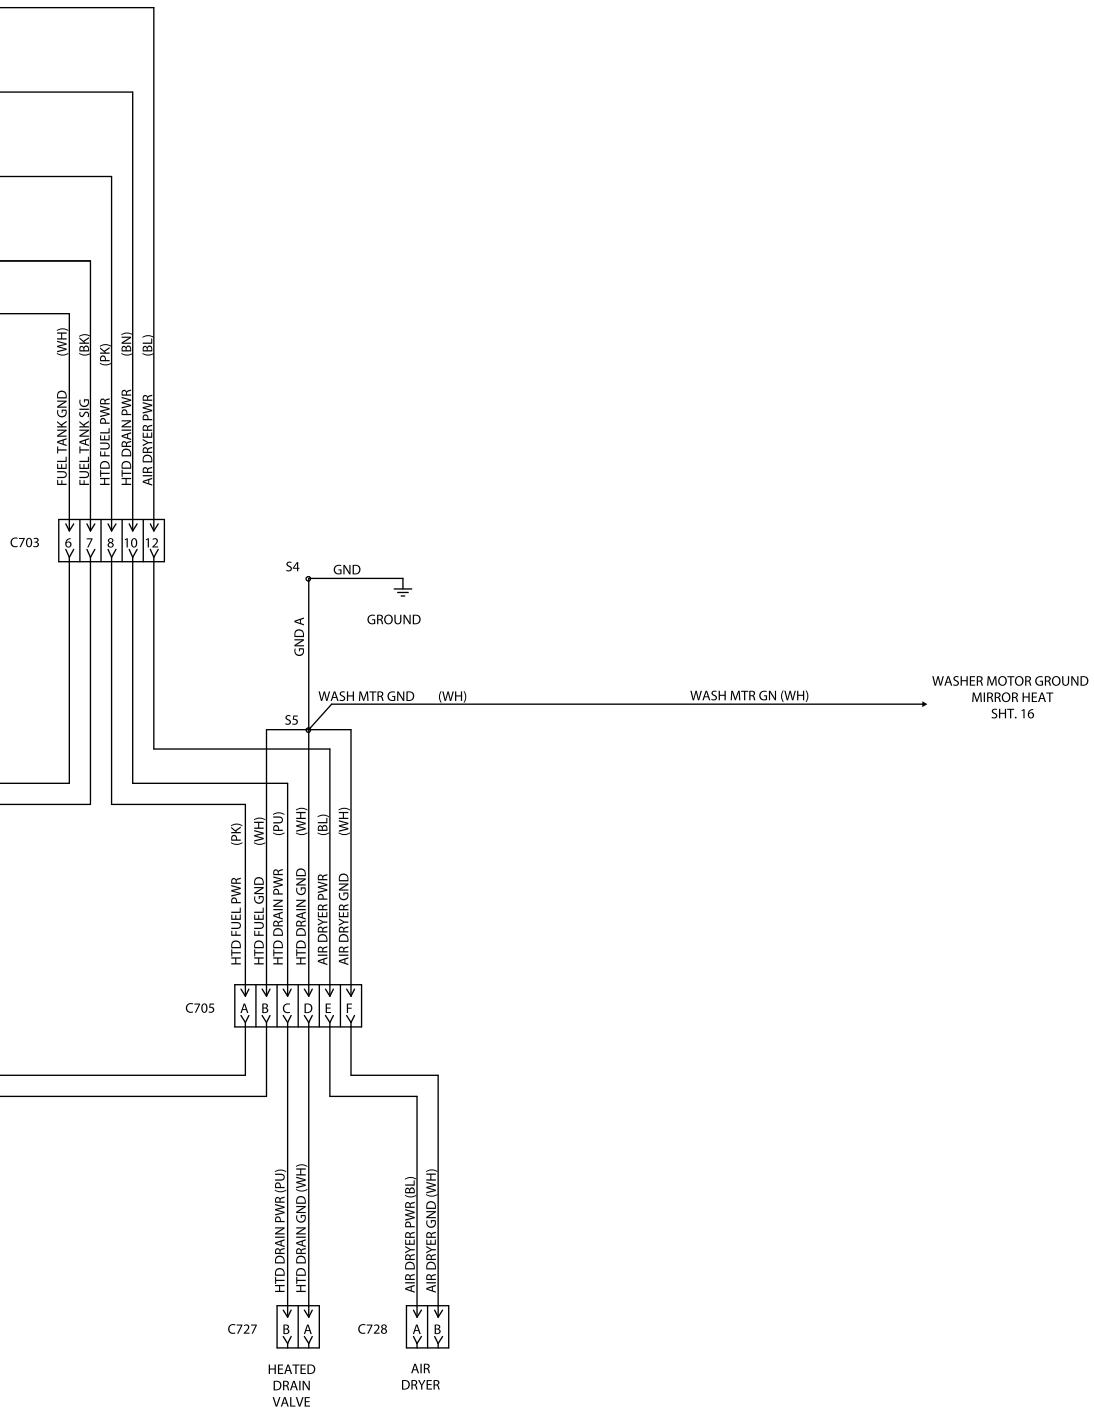 (WH)
(BK)
(PK)
(BN)
(BL)
FUEL TANK GND
FUEL TANK SIG
HTD FUEL PWR
HTD DRAIN PWR
AIR DRYER PWR
C703
6 7 8 10 12
S4
GND
GROUND
GND A
WASH MTR GND (WH)
WASH MTR GN (WH)
WASHER MOTOR GROUND
MIRROR HEAT
SHT. 16
S5
(PK)
(WH)
(PU)
(WH)
(BL)
(WH)
HTD FUEL PWR
HTD FUEL GND
HTD DRAIN PWR
HTD DRAIN GND
AIR DRYER PWR
AIR DRYER GND
C705
A B C D E F
HTD DRAIN PWR (PU)
HTD DRAIN GND (WH)
AIR DRYER PWR (BL)
AIR DRYER GND (WH)
C727
B A
C728
A B
HEATED
DRAIN
VALVE
AIR
DRYER